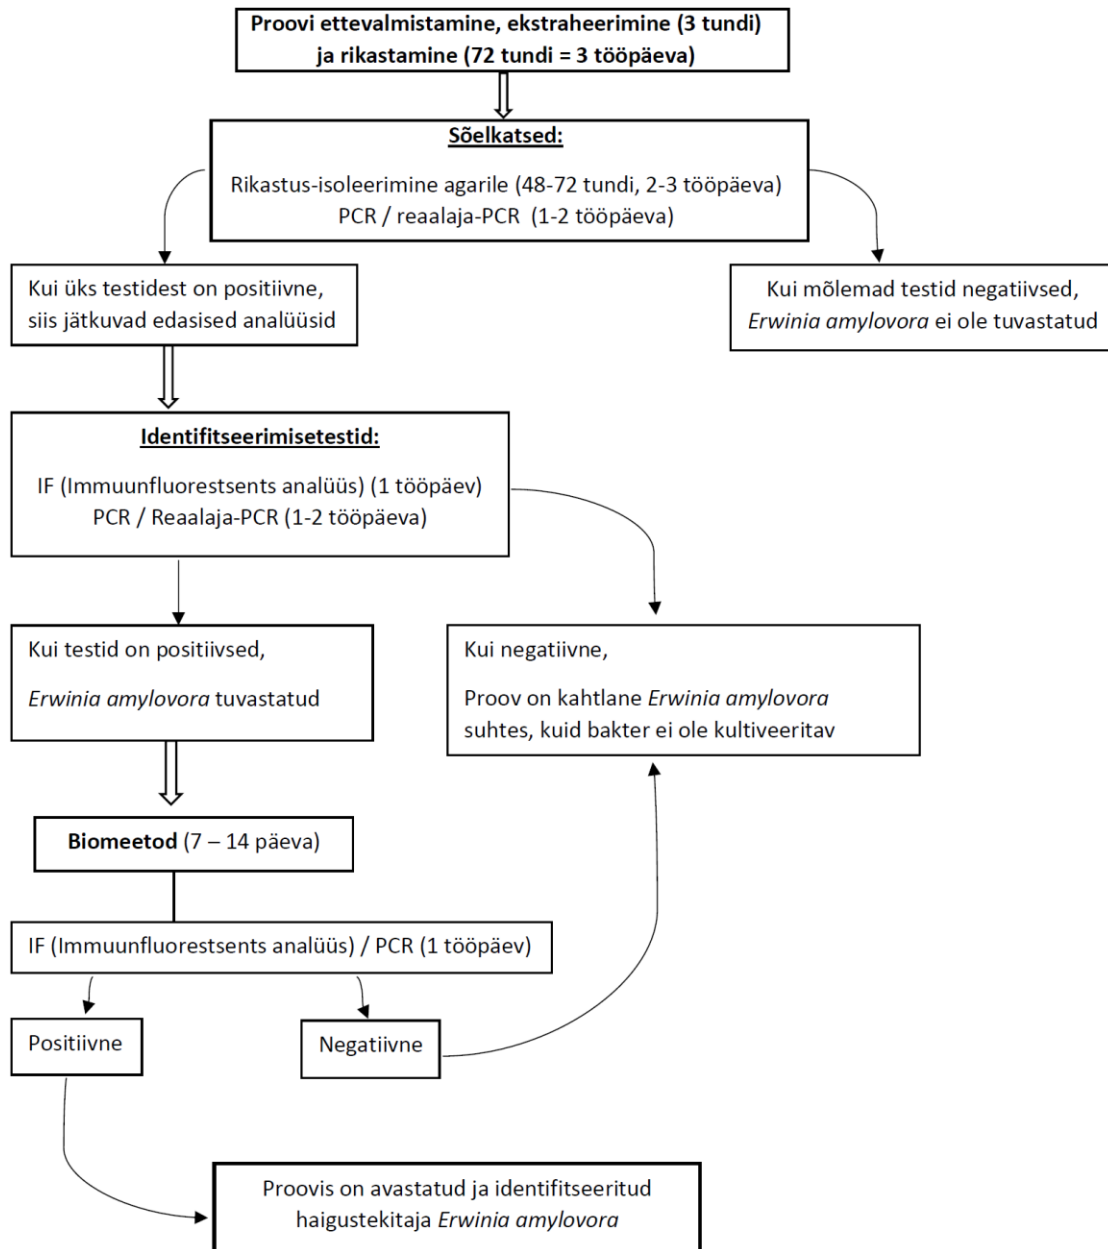 Proovi ettevalmistamine, ekstraheerimine (3 tundi)
ja rikastamine (72 tundi = 3 tööpäeva)
Sõelkatsed:
Rikastus-isoleerimine agarile (48-72 tundi, 2-3 tööpäeva)
PCR / reaalaja-PCR (1-2 tööpäeva)
Kui üks testidest on positiivne,
siis jätkuvad edasised analüüsid
Kui mõlemad testid negatiivsed,
Erwinia amylovora ei ole tuvastatud
Identifitseerimisetestid:
IF (Immuunfluorestsents analüüs) (1 tööpäev)
PCR / Reaalaja-PCR (1-2 tööpäeva)
Kui testid on positiivsed,
Erwinia amylovora tuvastatud
Kui negatiivne,
Proov on kahtlane Erwinia amylovora
suhtes, kuid bakter ei ole kultiveeritav
Biomeetod (7 – 14 päeva)
IF (Immuunfluorestsents analüüs) / PCR (1 tööpäev)
Positiivne
Negatiivne
Proovis on avastatud ja identifitseeritud
haigustekitaja Erwinia amylovora